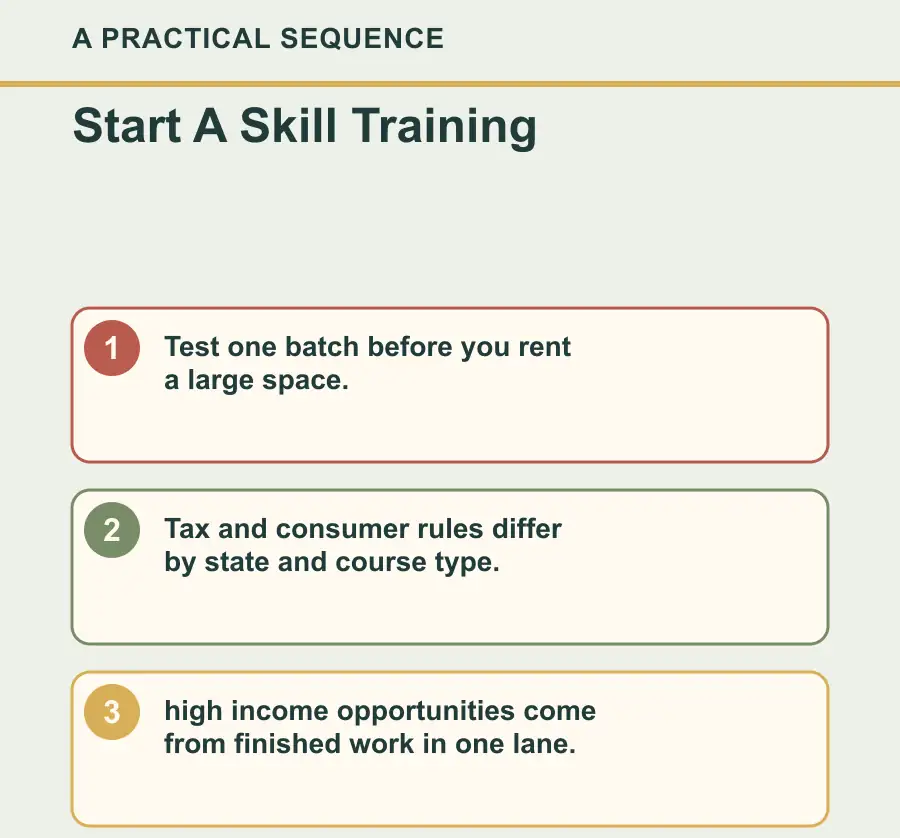 A PRACTICAL SEQUENCE
Start A Skill Training
1
Test one batch before you rent
a large space.
2
Tax and consumer rules differ
by state and course type.
3
high income opportunities come
from finished work in one lane.